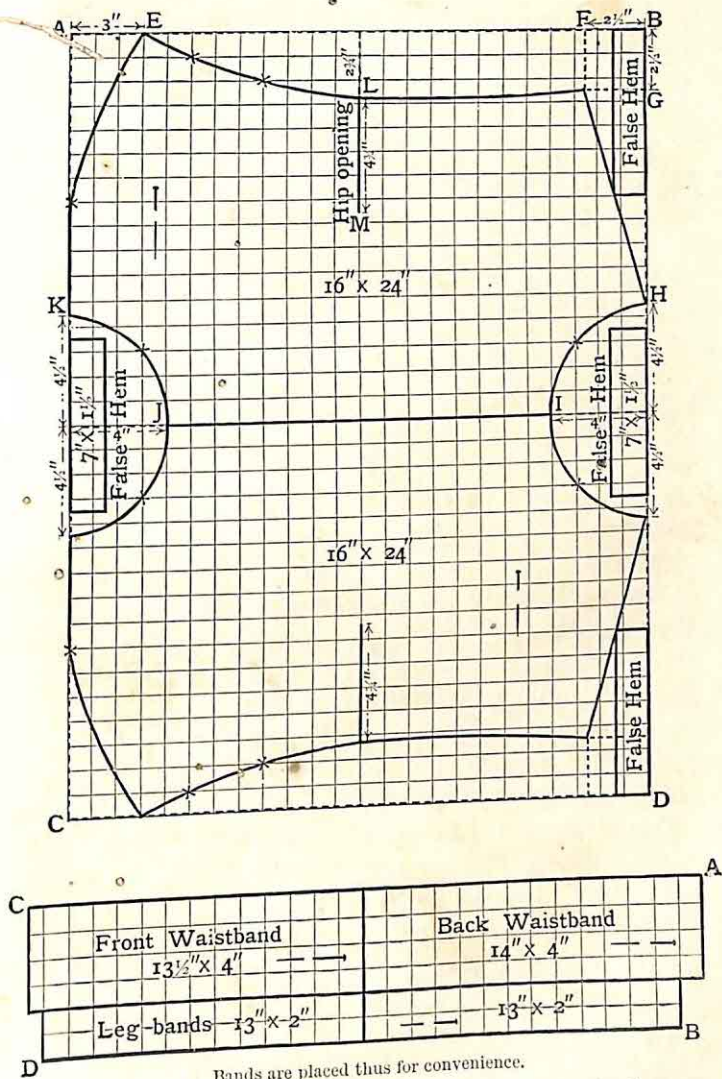 A 3" E F 2½" B
2¼" 2½"
L G
Hip opening 4¾" False Hem
M
16" X 24"
K H
4½" 4½"
7" X 1½" False Hem 4" J I 4" False Hem 7" X 1½"
4½" 4½"
16" X 24"
4¾" False Hem
C D
C A
Front Waistband Back Waistband
13½" X 4" 14" X 4"
Leg-bands 13" X 2" 13" X 2"
D B
Bands are placed thus for convenience.